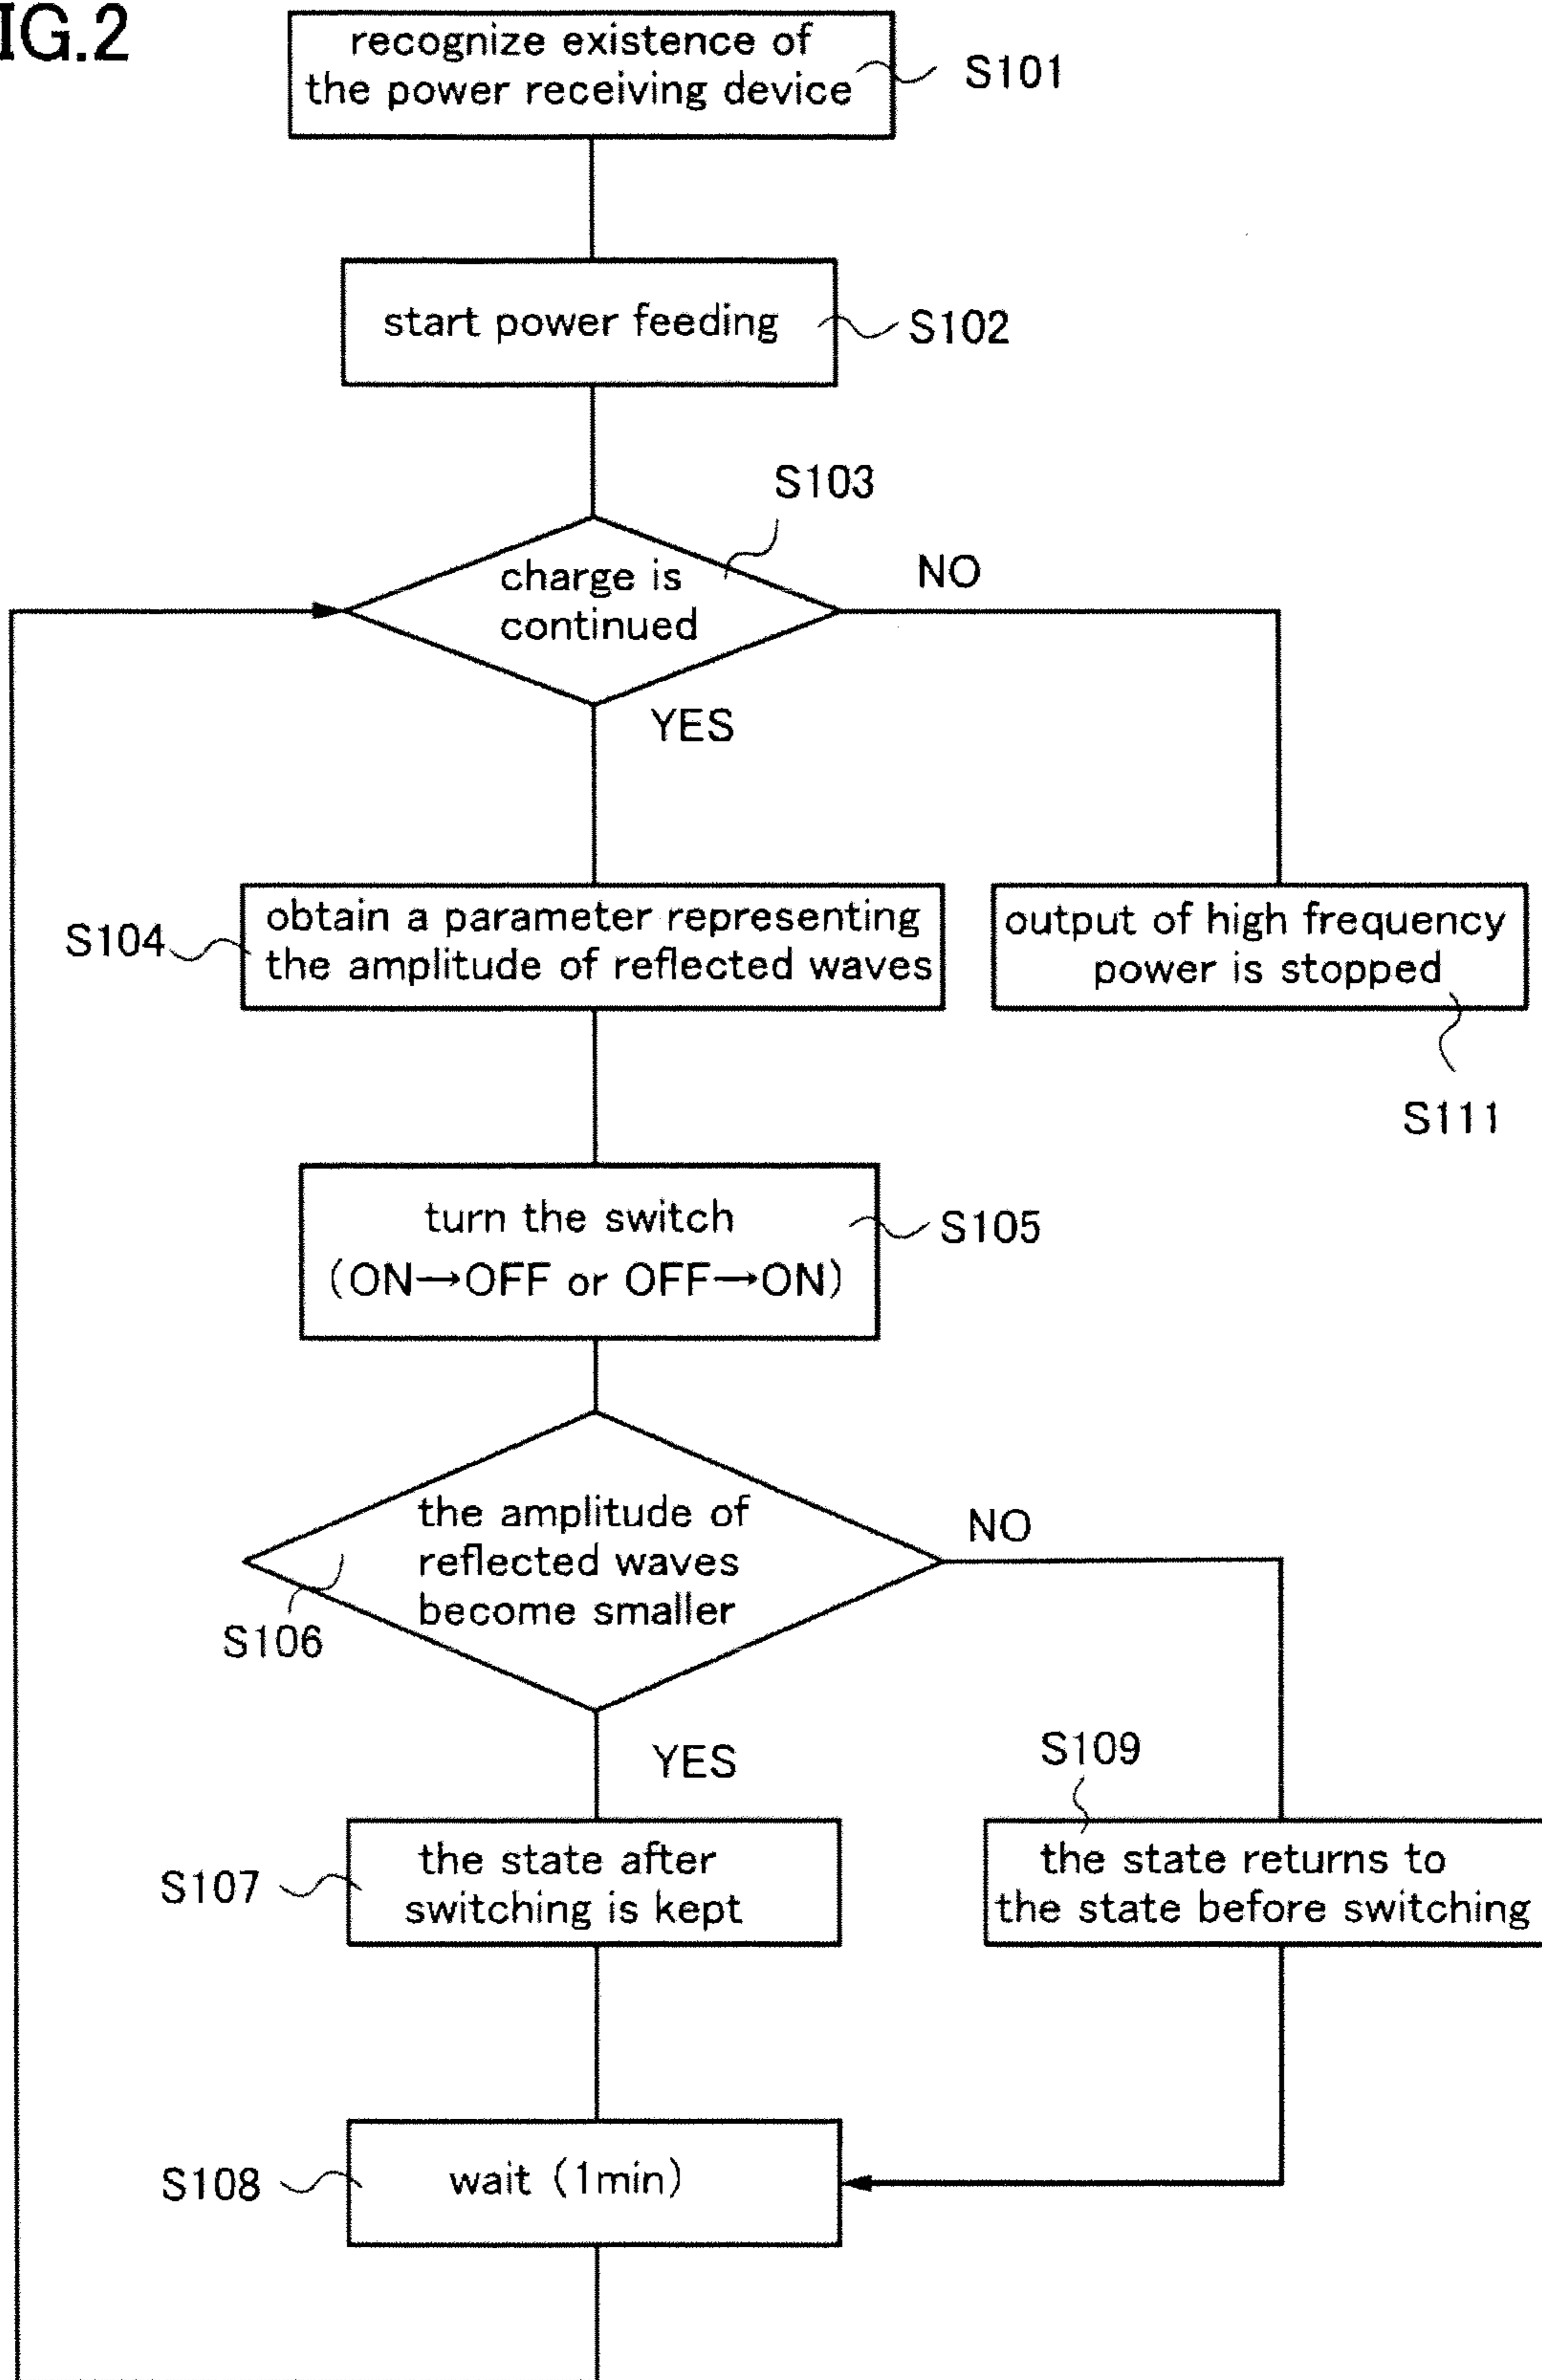 IG.2
recognize existence of
the power receiving device
S101
start power feeding
S102
S103
charge is
continued
NO
YES
S104
obtain a parameter representing
the amplitude of reflected waves
output of high frequency
power is stopped
S111
turn the switch
(ON→OFF or OFF→ON)
S105
the amplitude of
reflected waves
become smaller
NO
S106
YES
S109
S107
the state after
switching is kept
the state returns to
the state before switching
S108
wait (1min)